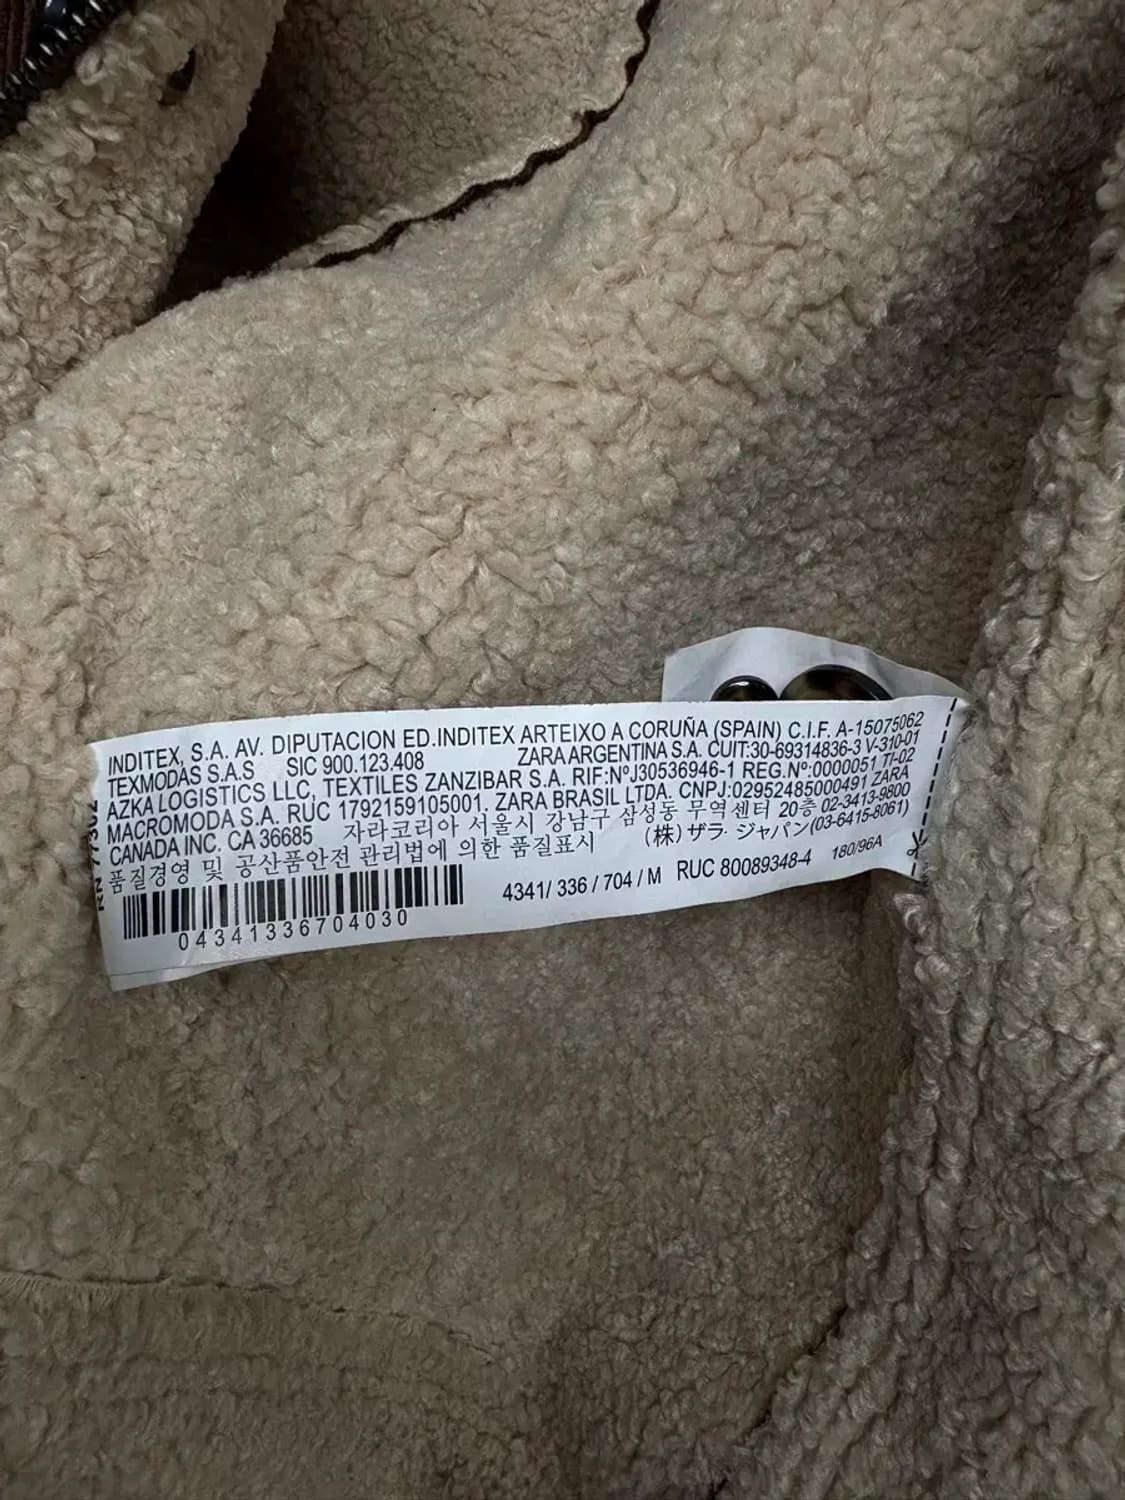 INDITEX, S.A. AV. DIPUTACION ED.INDITEX ARTEIXO A CORUÑA (SPAIN) C.I.F. A-15075062
TEXMODAS S.A.S SIC 900.123.408 ZARA ARGENTINA S.A. CUIT:30-69314836-3 V-310-01
AZKA LOGISTICS LLC, TEXTILES ZANZIBAR S.A. RIF:NºJ30536946-1 REG.Nº:0000051 TI-02
MACROMODA S.A. RUC 1792159105001. ZARA BRASIL LTDA. CNPJ:02952485000491 ZARA
CANADA INC. CA 36685 자라코리아 서울시 강남구 삼성동 무역센터 20층 02-3413-9800
품질경영 및 공산품안전 관리법에 의한 품질표시 (株) ザラ・ジャパン(03-6415-8061)
4341/ 336 / 704 / M RUC 80089348-4 180/96A
04341336704030
RN 77302